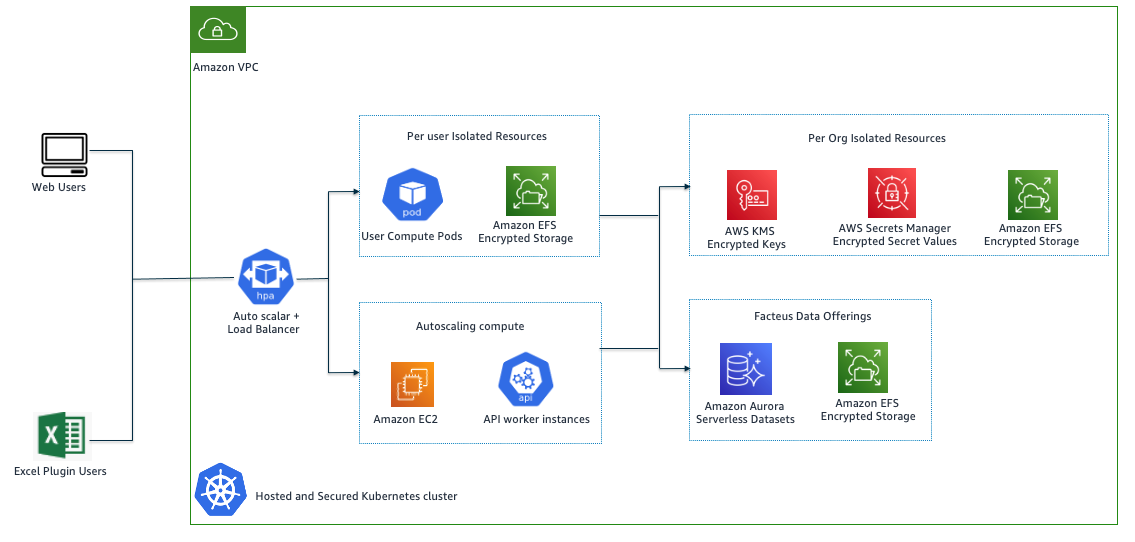 Amazon VPC
Web Users
Excel Plugin Users
hpa
Auto scalar +
Load Balancer
Per user Isolated Resources
pod
User Compute Pods
Amazon EFS
Encrypted Storage
Autoscaling compute
Amazon EC2
api
API worker instances
Per Org Isolated Resources
AWS KMS
Encrypted Keys
AWS Secrets Manager
Encrypted Secret Values
Amazon EFS
Encrypted Storage
Facteus Data Offerings
Amazon Aurora
Serverless Datasets
Amazon EFS
Encrypted Storage
X
Hosted and Secured Kubernetes cluster